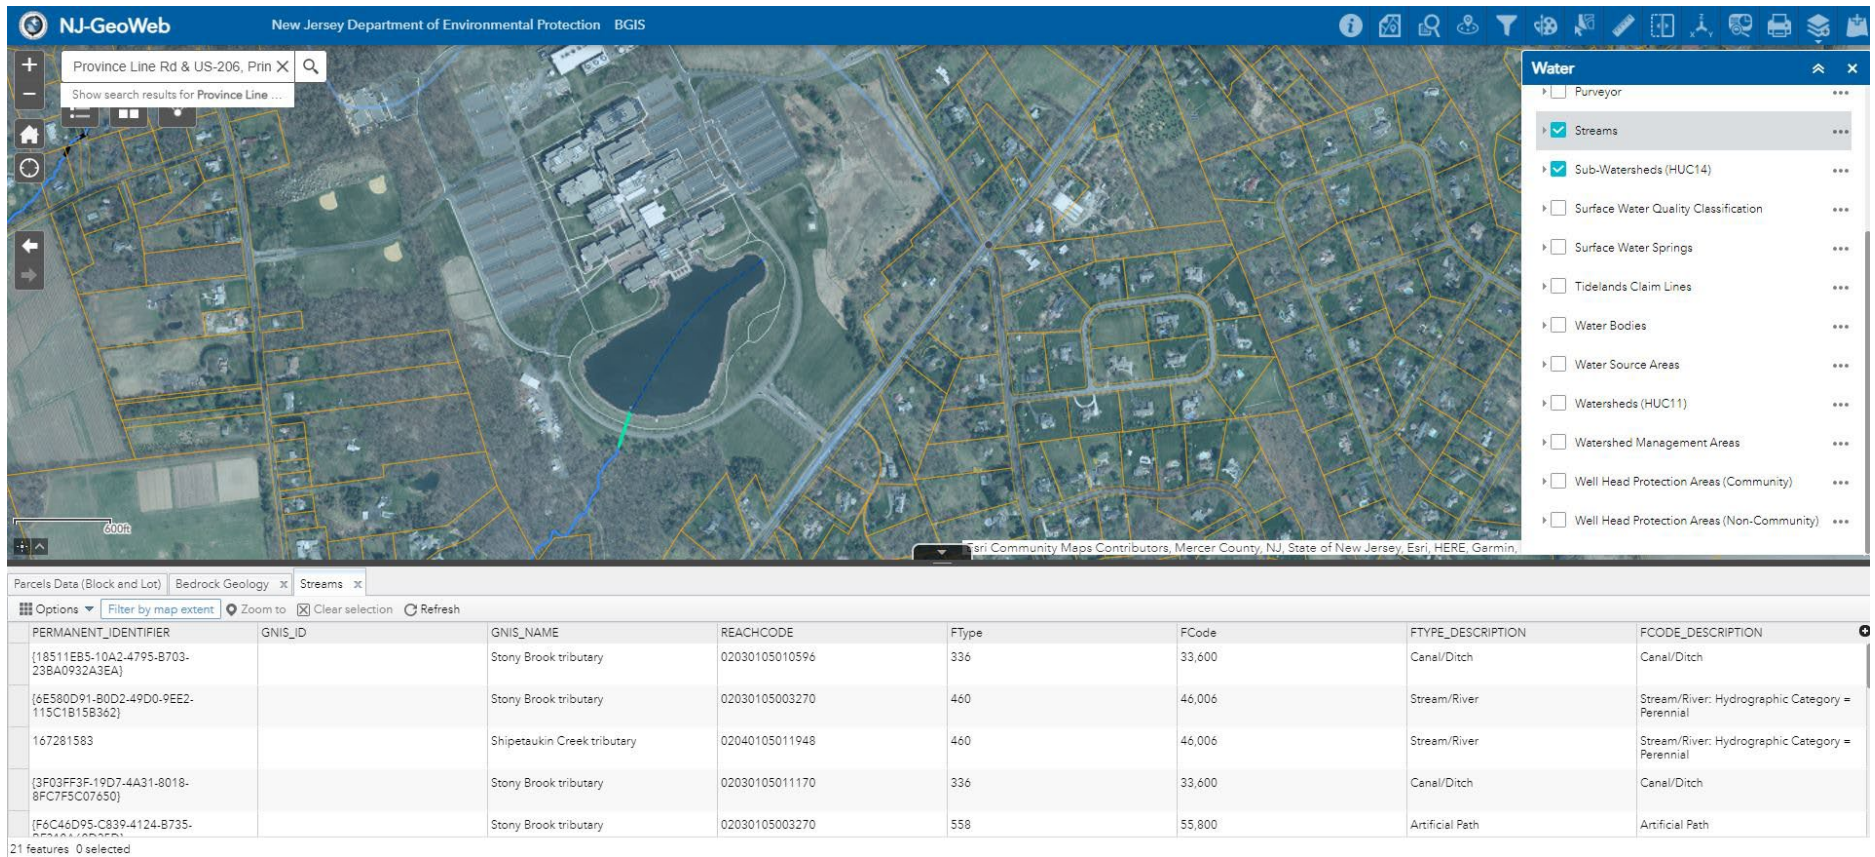 NJ-GeoWeb
New Jersey Department of Environmental Protection BGIS
Province Line Rd & US-206, Prin
Show search results for Province Line ...
600ft
Esri Community Maps Contributors, Mercer County, NJ, State of New Jersey, Esri, HERE, Garmin,
Water
Purveyor
Streams
Sub-Watersheds (HUC14)
Surface Water Quality Classification
Surface Water Springs
Tidelands Claim Lines
Water Bodies
Water Source Areas
Watersheds (HUC11)
Watershed Management Areas
Well Head Protection Areas (Community)
Well Head Protection Areas (Non-Community)
Parcels Data (Block and Lot) Bedrock Geology x Streams x
Options Filter by map extent Zoom to Clear selection Refresh
PERMANENT_IDENTIFIER GNIS_ID GNIS_NAME REACHCODE FType FCode FTYPE_DESCRIPTION FCODE_DESCRIPTION
{18511EB5-10A2-4795-B703- Stony Brook tributary 02030105010596 336 33,600 Canal/Ditch Canal/Ditch
23BA0932A3EA}
{6E580D91-B0D2-49D0-9EE2- Stony Brook tributary 02030105003270 460 46,006 Stream/River Stream/River: Hydrographic Category =
115C1B15B362} Perennial
167281583 Shipetaukin Creek tributary 02040105011948 460 46,006 Stream/River Stream/River: Hydrographic Category =
Perennial
{3F03FF3F-19D7-4A31-8018- Stony Brook tributary 02030105011170 336 33,600 Canal/Ditch Canal/Ditch
8FC7F5C07650}
{F6C46D95-C839-4124-B735- Stony Brook tributary 02030105003270 558 55,800 Artificial Path Artificial Path
21 features 0 selected